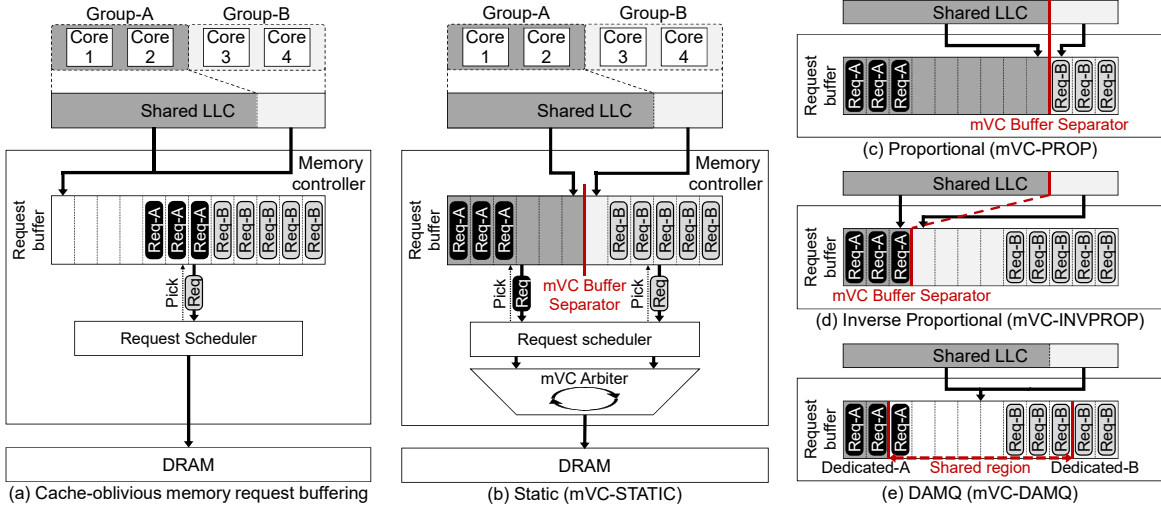 Group-A
Group-B
Core 1
Core 2
Core 3
Core 4
Shared LLC
Memory controller
Request buffer
Req-A
Req-A
Req-A
Req-B
Req-B
Req-B
Req-B
Req-B
Pick
Req
Request Scheduler
DRAM
(a) Cache-oblivious memory request buffering
Group-A
Group-B
Core 1
Core 2
Core 3
Core 4
Shared LLC
Memory controller
Request buffer
Req-A
Req-A
Req-A
Req-B
Req-B
Req-B
Req-B
Req-B
Pick
Req
mVC Buffer Separator
Pick
Req
Request scheduler
mVC Arbiter
DRAM
(b) Static (mVC-STATIC)
Shared LLC
Request buffer
Req-A
Req-A
Req-A
Req-B
Req-B
Req-B
mVC Buffer Separator
(c) Proportional (mVC-PROP)
Shared LLC
Request buffer
Req-A
Req-A
Req-A
Req-B
Req-B
Req-B
Req-B
Req-B
mVC Buffer Separator
(d) Inverse Proportional (mVC-INVPROP)
Shared LLC
Request buffer
Req-A
Req-A
Req-A
Req-B
Req-B
Req-B
Req-B
Req-B
Dedicated-A
Shared region
Dedicated-B
(e) DAMQ (mVC-DAMQ)